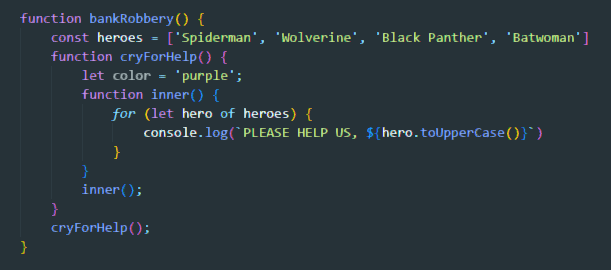 function bankRobbery() {
    const heroes = ['Spiderman', 'Wolverine', 'Black Panther', 'Batwoman']
    function cryForHelp() {
        let color = 'purple';
        function inner() {
            for (let hero of heroes) {
                console.log(`PLEASE HELP US, ${hero.toUpperCase()}`)
            }
        }
        inner();
    }
    cryForHelp();
}